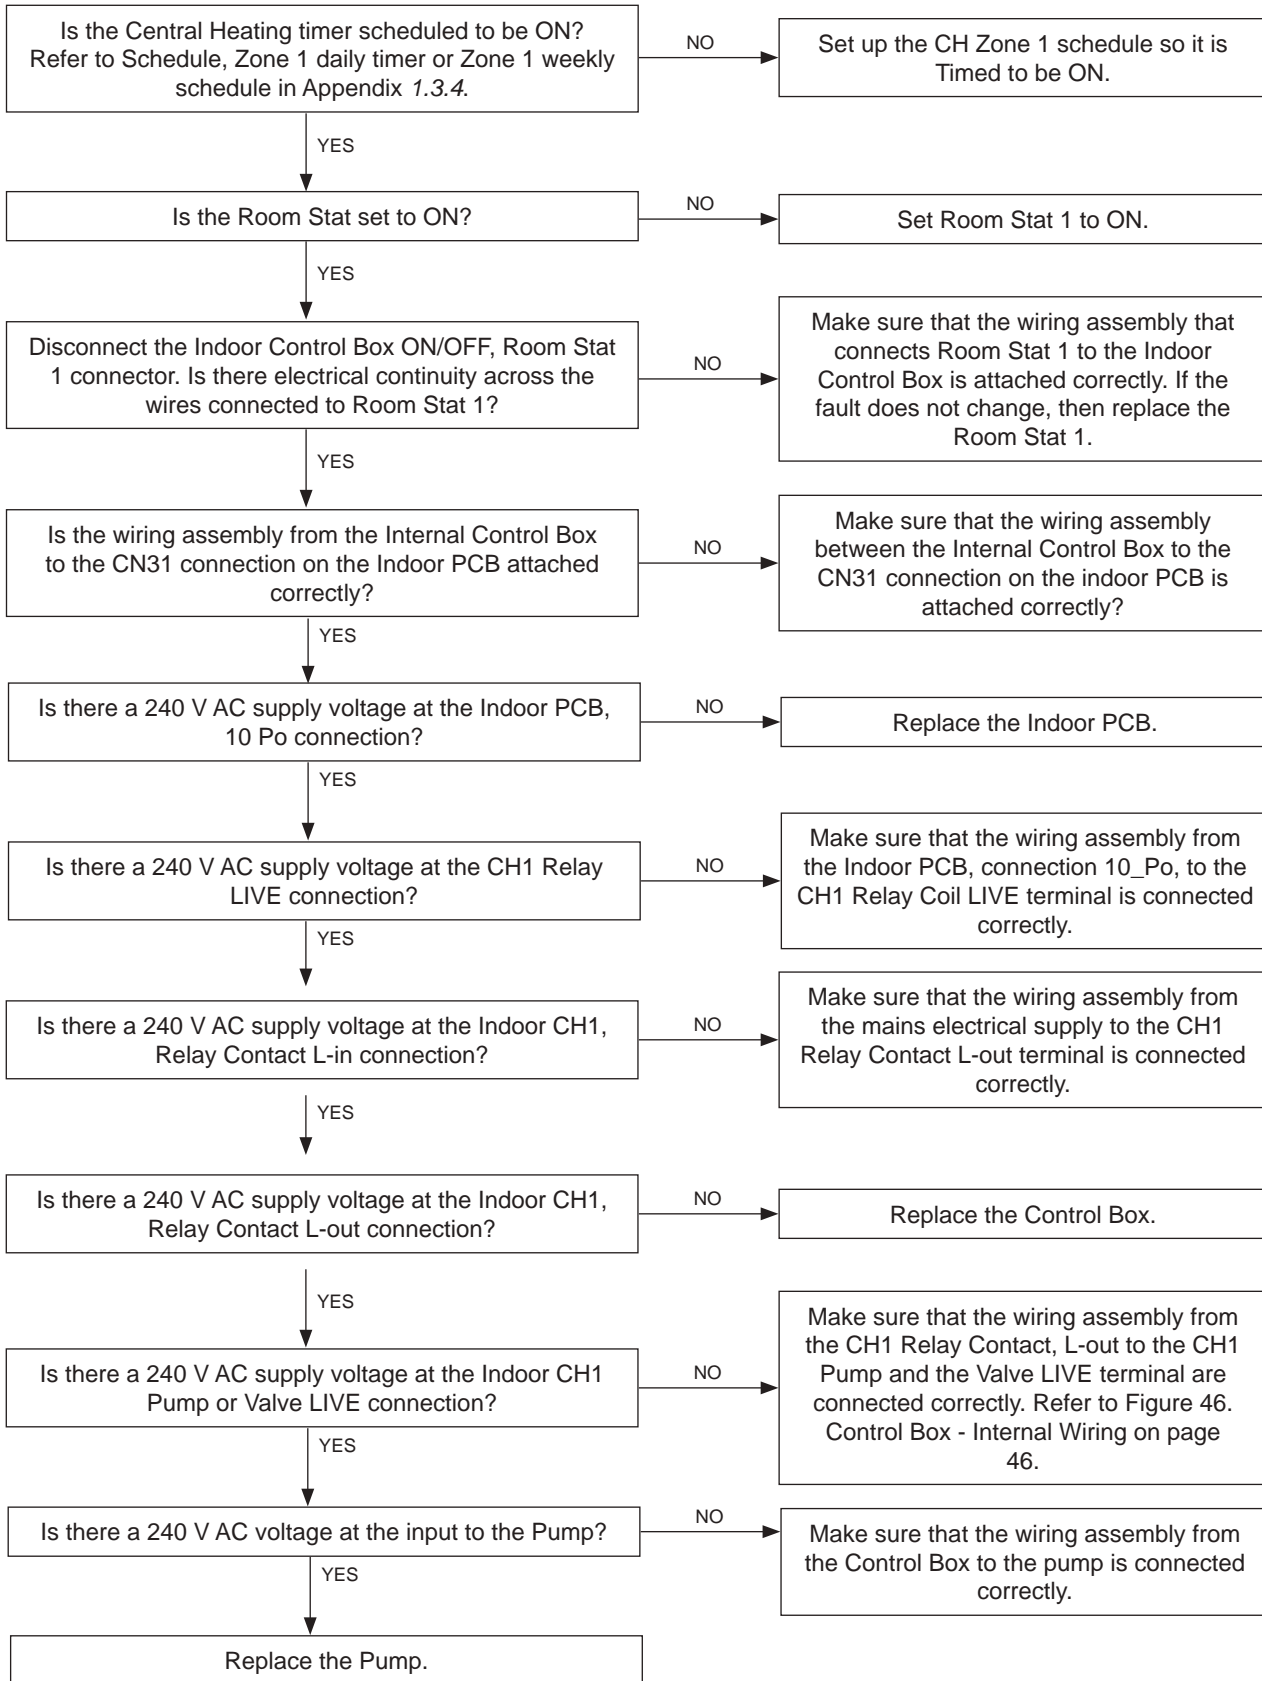 Is the Central Heating timer scheduled to be ON?
Refer to Schedule, Zone 1 daily timer or Zone 1 weekly
schedule in Appendix 1.3.4.
NO
Set up the CH Zone 1 schedule so it is
Timed to be ON.
YES
Is the Room Stat set to ON?
NO
Set Room Stat 1 to ON.
YES
Disconnect the Indoor Control Box ON/OFF, Room Stat
1 connector. Is there electrical continuity across the
wires connected to Room Stat 1?
NO
Make sure that the wiring assembly that
connects Room Stat 1 to the Indoor
Control Box is attached correctly. If the
fault does not change, then replace the
Room Stat 1.
YES
Is the wiring assembly from the Internal Control Box
to the CN31 connection on the Indoor PCB attached
correctly?
NO
Make sure that the wiring assembly
between the Internal Control Box to the
CN31 connection on the indoor PCB is
attached correctly?
YES
Is there a 240 V AC supply voltage at the Indoor PCB,
10 Po connection?
NO
Replace the Indoor PCB.
YES
Is there a 240 V AC supply voltage at the CH1 Relay
LIVE connection?
NO
Make sure that the wiring assembly from
the Indoor PCB, connection 10_Po, to the
CH1 Relay Coil LIVE terminal is connected
correctly.
YES
Is there a 240 V AC supply voltage at the Indoor CH1,
Relay Contact L-in connection?
NO
Make sure that the wiring assembly from
the mains electrical supply to the CH1
Relay Contact L-out terminal is connected
correctly.
YES
Is there a 240 V AC supply voltage at the Indoor CH1,
Relay Contact L-out connection?
NO
Replace the Control Box.
YES
Is there a 240 V AC supply voltage at the Indoor CH1
Pump or Valve LIVE connection?
NO
Make sure that the wiring assembly from
the CH1 Relay Contact, L-out to the CH1
Pump and the Valve LIVE terminal are
connected correctly. Refer to Figure 46.
Control Box - Internal Wiring on page
46.
YES
Is there a 240 V AC voltage at the input to the Pump?
NO
Make sure that the wiring assembly from
the Control Box to the pump is connected
correctly.
YES
Replace the Pump.